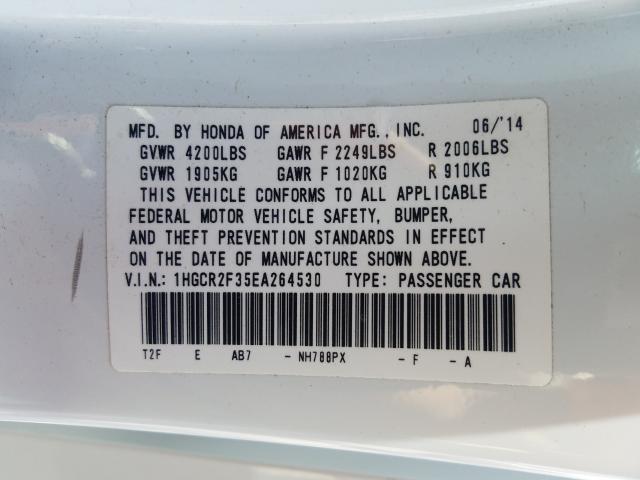 MFD. BY HONDA OF AMERICA MFG., INC. 06/'14
GVWR 4200LBS GAWR F 2249LBS R 2006LBS
GVWR 1905KG GAWR F 1020KG R 910KG
THIS VEHICLE CONFORMS TO ALL APPLICABLE
FEDERAL MOTOR VEHICLE SAFETY, BUMPER,
AND THEFT PREVENTION STANDARDS IN EFFECT
ON THE DATE OF MANUFACTURE SHOWN ABOVE.
V.I.N.: 1HGCR2F35EA264530 TYPE: PASSENGER CAR
T2F E AB7 - NH788PX - F - A